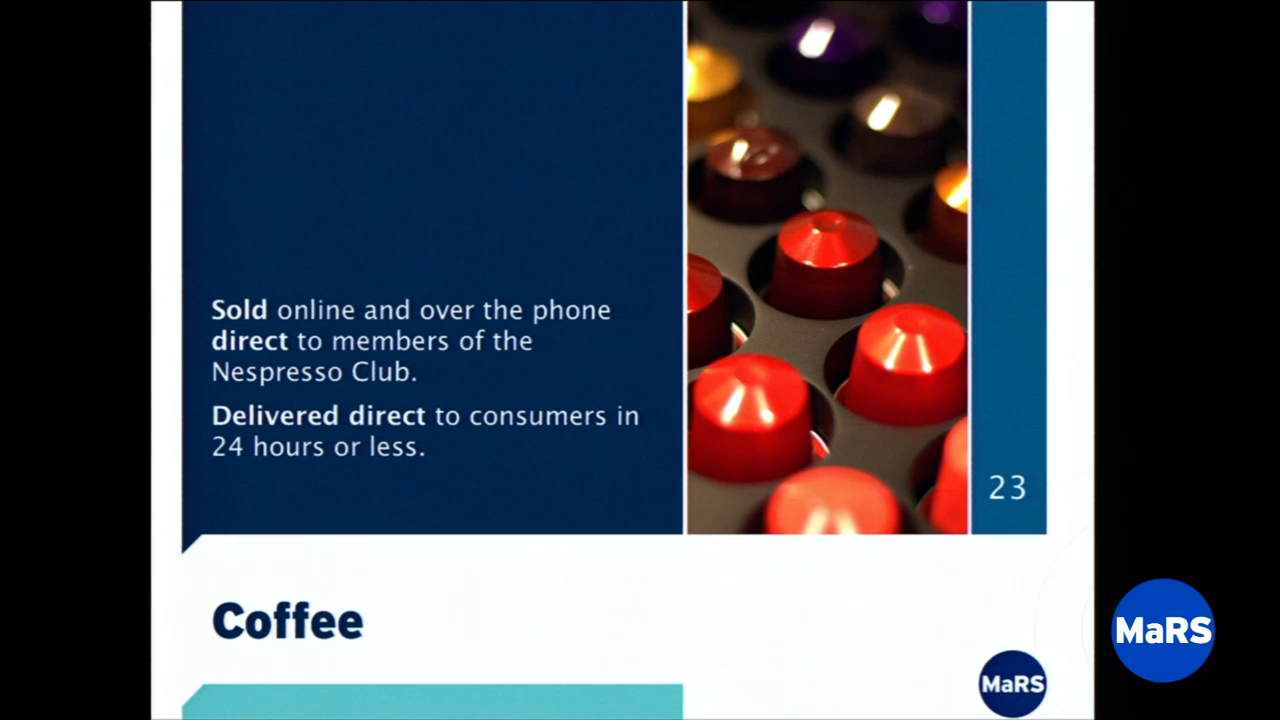 Sold online and over the phone
direct to members of the
Nespresso Club.
Delivered direct to consumers in
24 hours or less.
23
Coffee
MaRS
MaRS